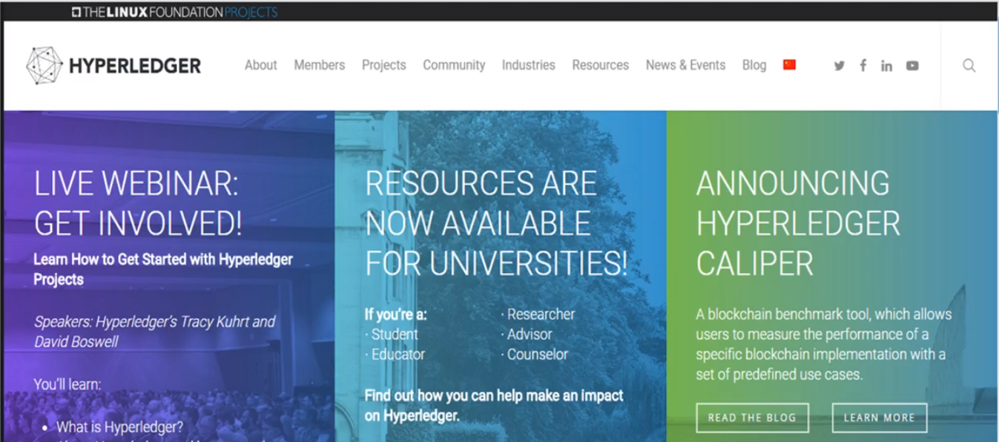 THE LINUX FOUNDATION PROJECTS
HYPERLEDGER
About Members Projects Community Industries Resources News & Events Blog
LIVE WEBINAR:
GET INVOLVED!
Learn How to Get Started with Hyperledger
Projects
Speakers: Hyperledger's Tracy Kuhrt and
David Boswell
You'll learn:
• What is Hyperledger?
RESOURCES ARE
NOW AVAILABLE
FOR UNIVERSITIES!
If you're a:
· Student
· Educator
· Researcher
· Advisor
· Counselor
Find out how you can help make an impact
on Hyperledger.
ANNOUNCING
HYPERLEDGER
CALIPER
A blockchain benchmark tool, which allows
users to measure the performance of a
specific blockchain implementation with a
set of predefined use cases.
READ THE BLOG
LEARN MORE